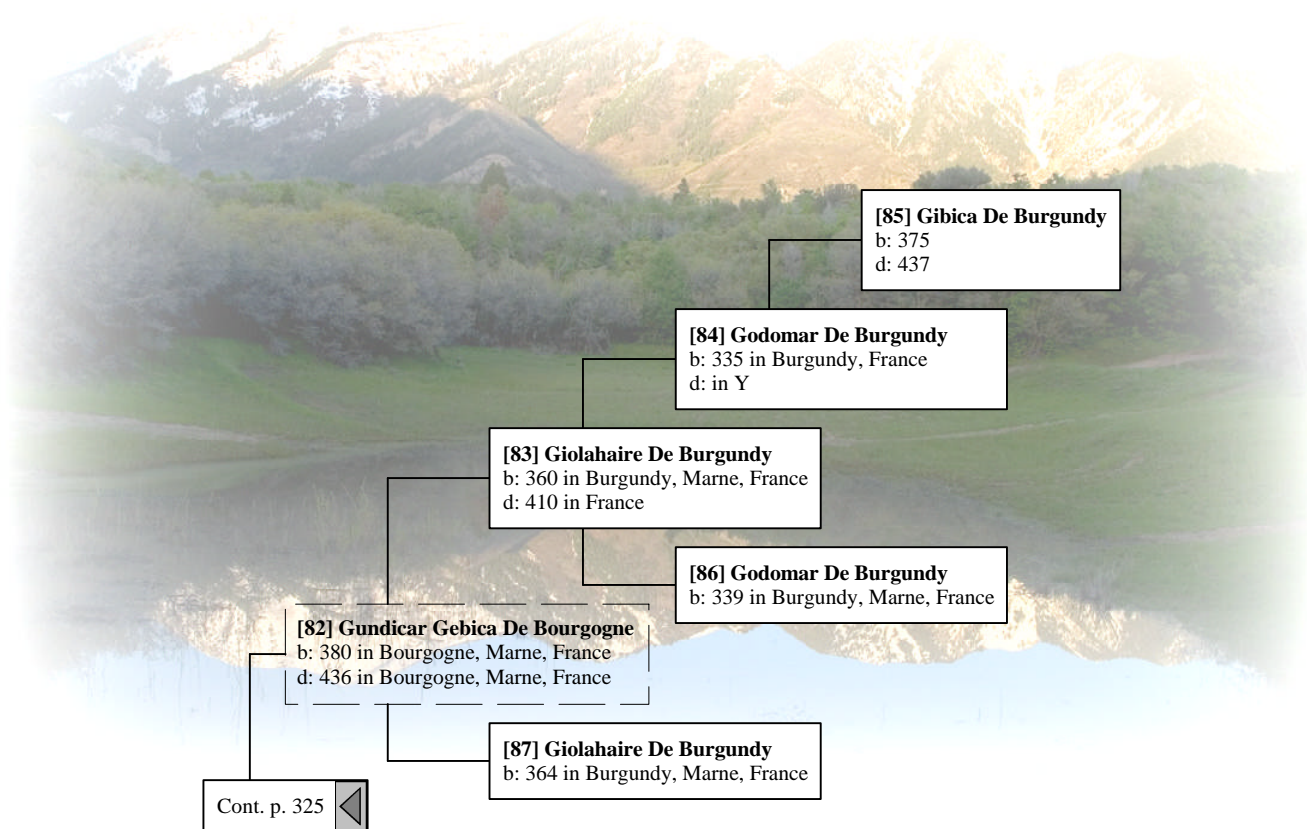 [85] Gibica De Burgundy
b: 375
d: 437
[84] Godomar De Burgundy
b: 335 in Burgundy, France
d: in Y
[83] Giolahaire De Burgundy
b: 360 in Burgundy, Marne, France
d: 410 in France
[86] Godomar De Burgundy
b: 339 in Burgundy, Marne, France
[82] Gundicar Gebica De Bourgogne
b: 380 in Bourgogne, Marne, France
d: 436 in Bourgogne, Marne, France
[87] Giolahaire De Burgundy
b: 364 in Burgundy, Marne, France
Cont. p. 325